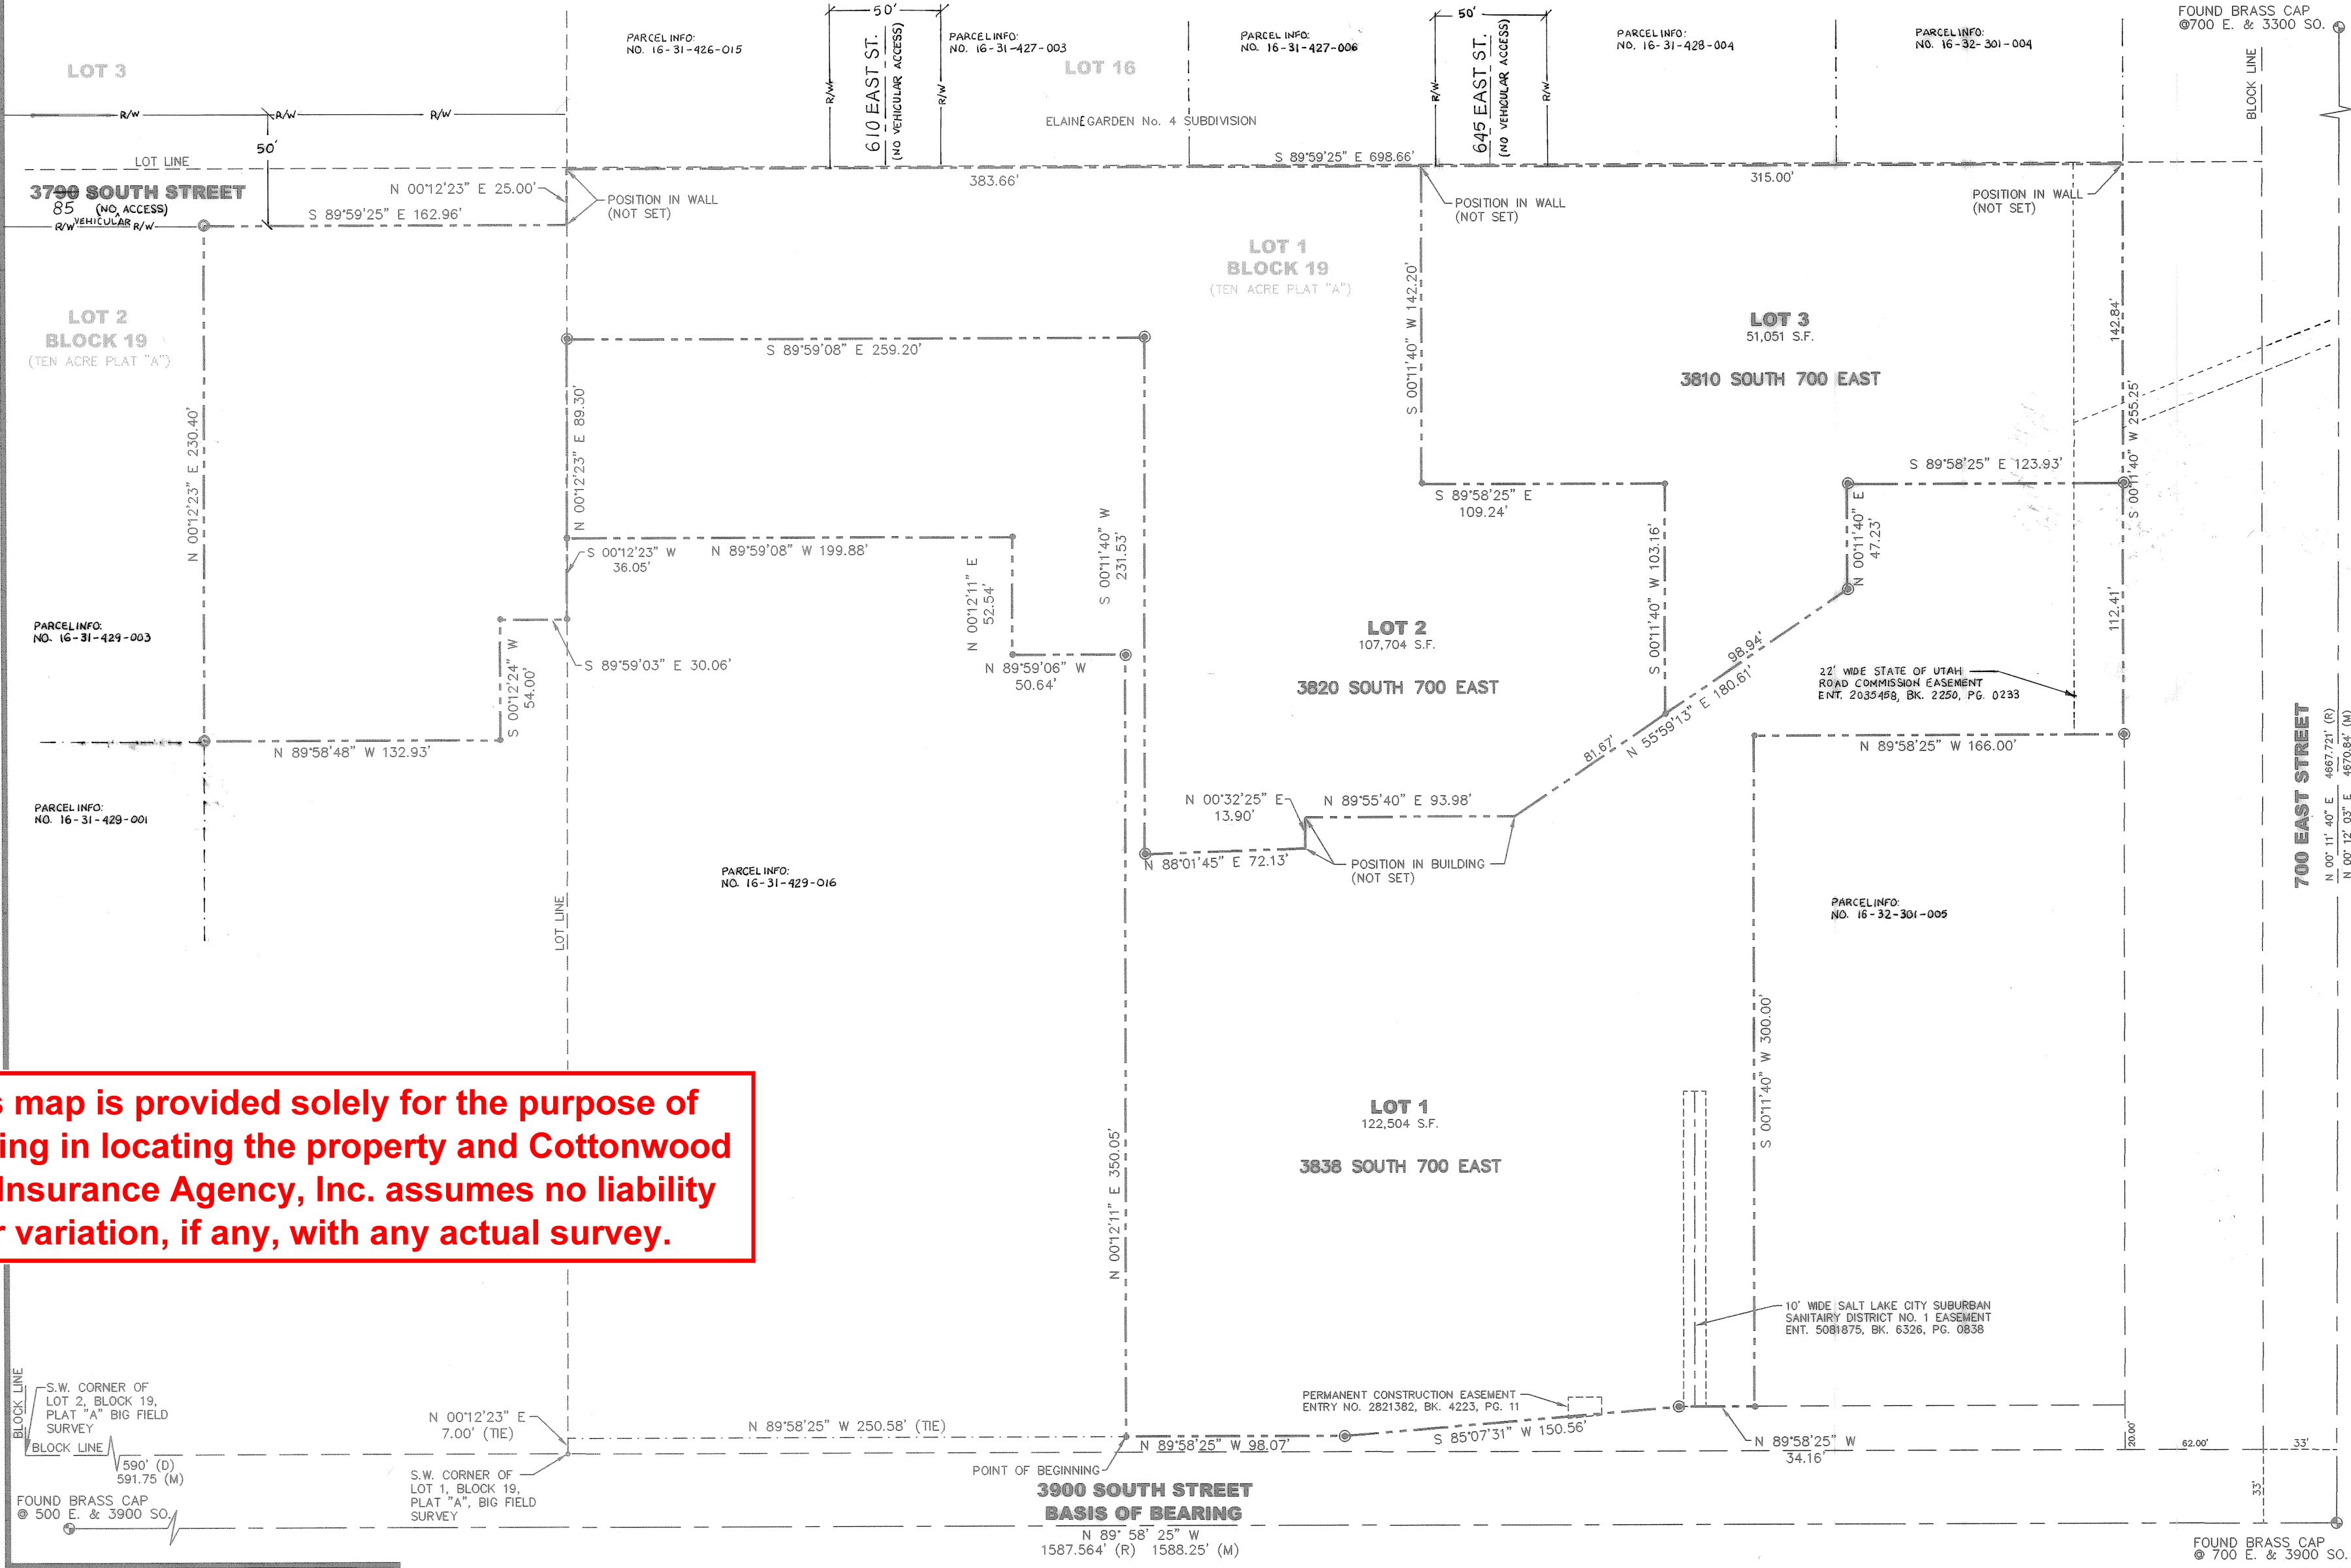 FOUND BRASS CAP
@700 E. & 3300 SO.
BLOCK LINE
50'
610 EAST ST.
(NO VEHICULAR ACCESS)
R/W
R/W
50'
645 EAST ST.
(NO VEHICULAR ACCESS)
R/W
R/W
PARCEL INFO:
NO. 16-31-426-015
PARCEL INFO:
NO. 16-31-427-003
PARCEL INFO:
NO. 16-31-427-006
PARCEL INFO:
NO. 16-31-428-004
PARCEL INFO:
NO. 16-32-301-004
LOT 3
LOT 16
ELAINE GARDEN No. 4 SUBDIVISION
R/W
R/W
R/W
50'
LOT LINE
3790 SOUTH STREET
85 (NO ACCESS)
VEHICULAR
R/W R/W
N 00°12'23" E 25.00'
S 89°59'25" E 162.96'
POSITION IN WALL
(NOT SET)
383.66'
S 89°59'25" E 698.66'
315.00'
POSITION IN WALL
(NOT SET)
POSITION IN WALL
(NOT SET)
LOT 2
BLOCK 19
(TEN ACRE PLAT "A")
LOT 1
BLOCK 19
(TEN ACRE PLAT "A")
N 00°12'23" E 230.40'
S 89°59'08" E 259.20'
N 00°12'23" E 89.30'
S 00°11'40" W 142.20'
LOT 3
51,051 S.F.
3810 SOUTH 700 EAST
142.84'
S 00°11'40" W 255.25'
S 89°58'25" E 123.93'
S 89°58'25" E
109.24'
N 00°11'40" E
47.23'
S 00°12'23" W
36.05'
N 89°59'08" W 199.88'
N 00°12'11" E
52.54'
S 00°11'40" W
231.53'
S 00°11'40" W 103.16'
112.41'
PARCEL INFO:
NO. 16-31-429-003
S 89°59'03" E 30.06'
S 00°12'24" W
54.00'
N 89°59'06" W
50.64'
LOT 2
107,704 S.F.
3820 SOUTH 700 EAST
98.94'
N 55°59'13" E 180.61'
81.67'
22' WIDE STATE OF UTAH
ROAD COMMISSION EASEMENT
ENT. 2035458, BK. 2250, PG. 0233
N 89°58'48" W 132.93'
N 89°58'25" W 166.00'
700 EAST STREET
N 00° 11' 40" E 4667.721' (R)
N 00° 12' 03" E 4670.84' (M)
PARCEL INFO:
NO. 16-31-429-001
N 00°32'25" E
13.90'
N 89°55'40" E 93.98'
N 88°01'45" E 72.13'
POSITION IN BUILDING
(NOT SET)
PARCEL INFO:
NO. 16-31-429-016
PARCEL INFO:
NO. 16-32-301-005
LOT LINE
S 00°11'40" W 300.00'
map is provided solely for the purpose of
ing in locating the property and Cottonwood
Insurance Agency, Inc. assumes no liability
variation, if any, with any actual survey.
LOT 1
122,504 S.F.
3838 SOUTH 700 EAST
N 00°12'11" E 350.05'
10' WIDE SALT LAKE CITY SUBURBAN
SANITAIRY DISTRICT NO. 1 EASEMENT
ENT. 5081875, BK. 6326, PG. 0838
PERMANENT CONSTRUCTION EASEMENT
ENTRY NO. 2821382, BK. 4223, PG. 11
BLOCK LINE
S.W. CORNER OF
LOT 2, BLOCK 19,
PLAT "A" BIG FIELD
SURVEY
BLOCK LINE
590' (D)
591.75 (M)
N 00°12'23" E
7.00' (TIE)
N 89°58'25" W 250.58' (TIE)
N 89°58'25" W 98.07'
S 85°07'31" W 150.56'
N 89°58'25" W
34.16'
20.00'
62.00'
33'
33'
S.W. CORNER OF
LOT 1, BLOCK 19,
PLAT "A", BIG FIELD
SURVEY
POINT OF BEGINNING
3900 SOUTH STREET
BASIS OF BEARING
N 89° 58' 25" W
1587.564' (R) 1588.25' (M)
FOUND BRASS CAP
@ 500 E. & 3900 SO.
FOUND BRASS CAP
@ 700 E. & 3900 SO.